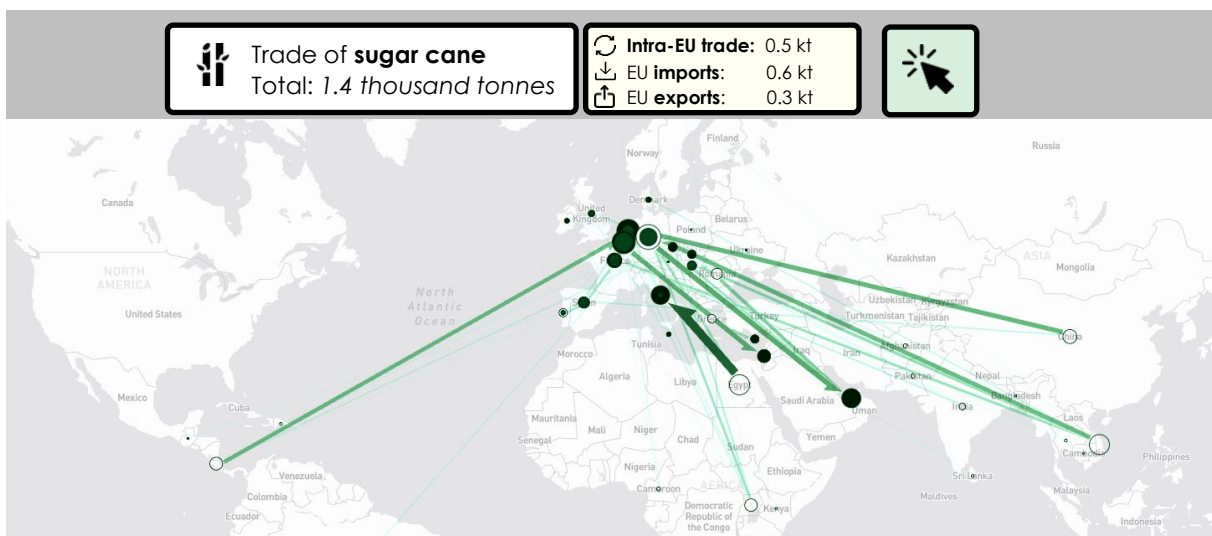 Trade of sugar cane
Total: 1.4 thousand tonnes
Intra-EU trade: 0.5 kt
EU imports: 0.6 kt
EU exports: 0.3 kt
Finland
Norway
Russia
Canada
United
Kingdom
Denmark
Belarus
Poland
Ukraine
Kazakhstan
ASIA
Mongolia
NORTH
AMERICA
France
Romania
North
Atlantic
Ocean
United States
Spain
Greece
Turkey
Uzbekistan
Kyrgyzstan
Turkmenistan
Tajikistan
China
Tunisia
Morocco
Iraq
Iran
Afghanistan
Algeria
Libya
Egypt
Pakistan
Nepal
Mexico
Cuba
Saudi Arabia
Oman
India
Bangladesh
Laos
Mauritania
Mali
Niger
Chad
Sudan
Yemen
Senegal
Cambodia
Philippines
Venezuela
Nigeria
Ethiopia
Sri Lanka
Colombia
Cameroon
AFRICA
Maldives
Malaysia
Ecuador
Democratic
Republic of
the Congo
Kenya
Indonesia